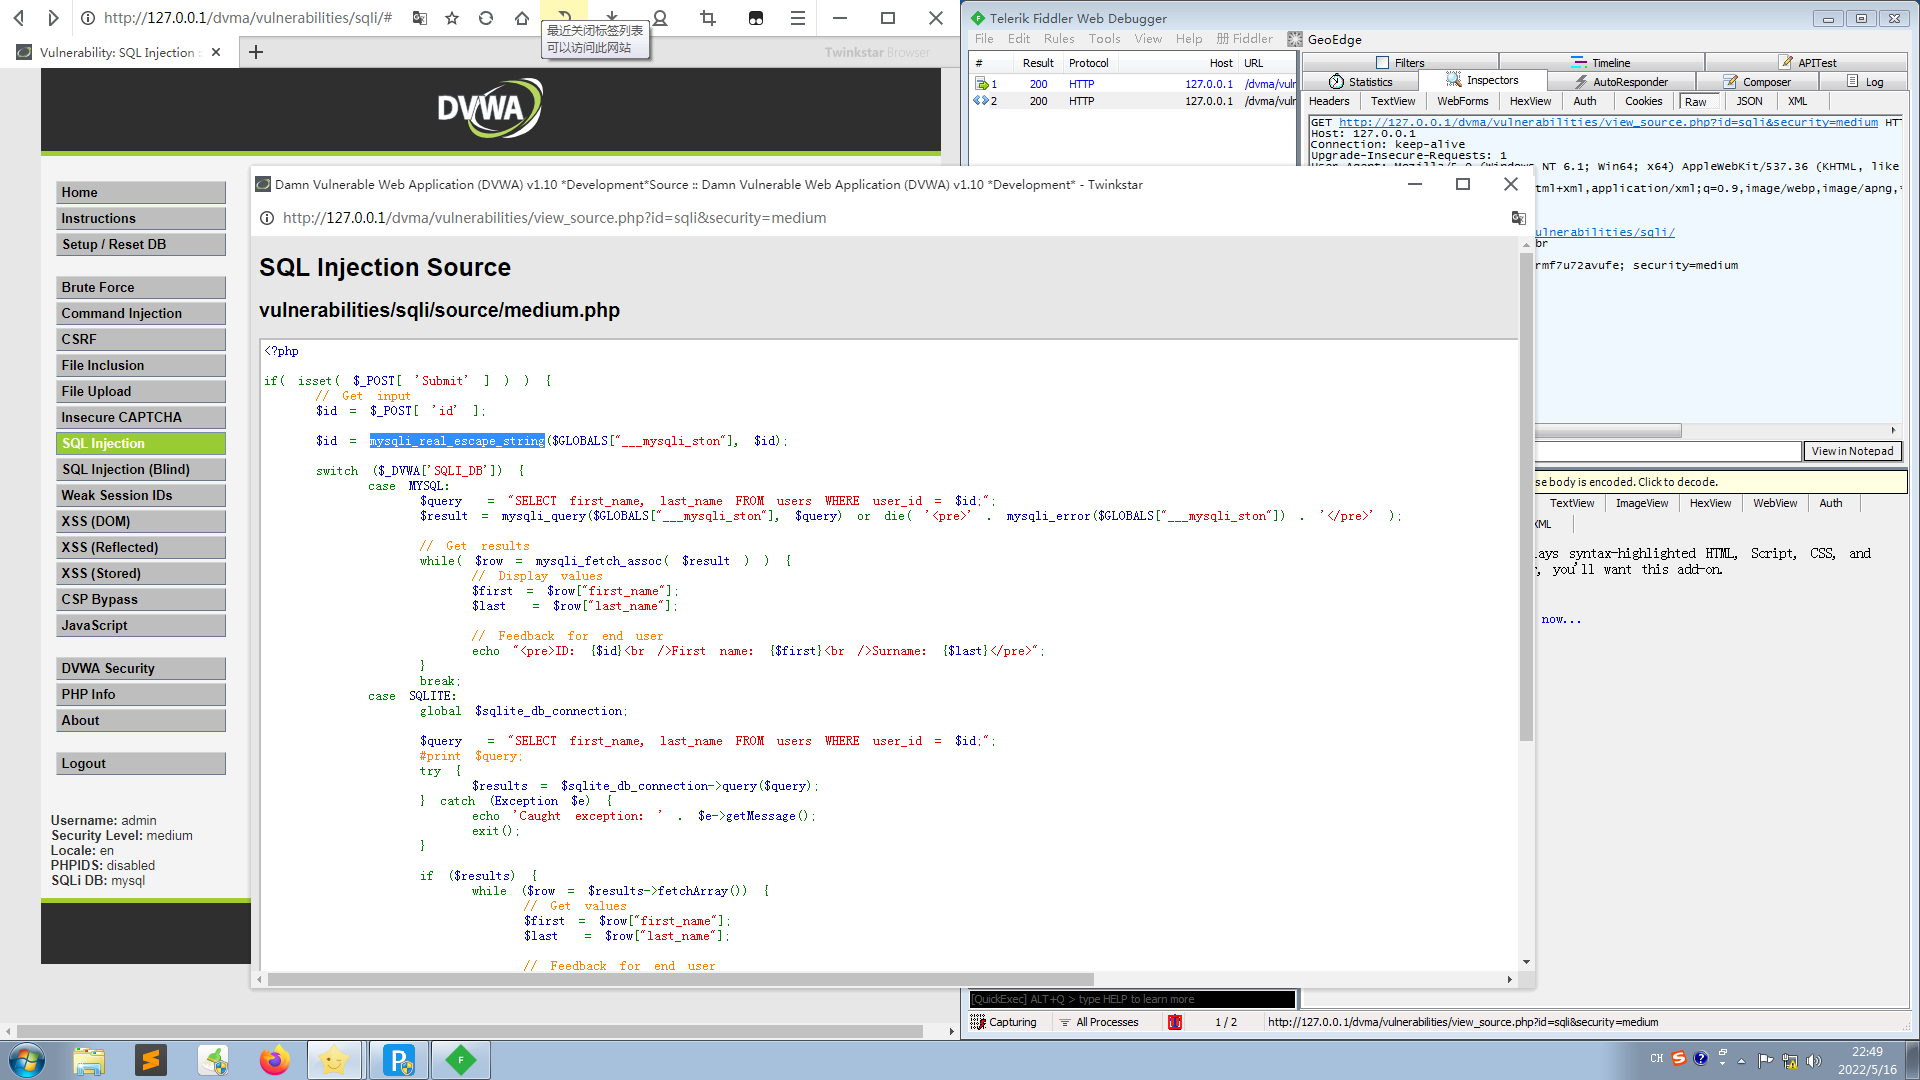 http://127.0.0.1/dvma/vulnerabilities/sqli/#
最近关闭标签列表
可以访问此网站
Vulnerability: SQL Injection :
Twinkstar Browser
DVWA
Home
Instructions
Setup / Reset DB
Brute Force
Command Injection
CSRF
File Inclusion
File Upload
Insecure CAPTCHA
SQL Injection
SQL Injection (Blind)
Weak Session IDs
XSS (DOM)
XSS (Reflected)
XSS (Stored)
CSP Bypass
JavaScript
DVWA Security
PHP Info
About
Logout
Username: admin
Security Level: medium
Locale: en
PHPIDS: disabled
SQLi DB: mysql
Damn Vulnerable Web Application (DVWA) v1.10 *Development*Source :: Damn Vulnerable Web Application (DVWA) v1.10 *Development* - Twinkstar
http://127.0.0.1/dvma/vulnerabilities/view_source.php?id=sqli&security=medium
SQL Injection Source
vulnerabilities/sqli/source/medium.php
<?php
if( isset( $_POST[ 'Submit' ] ) ) {
// Get input
$id = $_POST[ 'id' ];
$id = mysqli_real_escape_string($GLOBALS["___mysqli_ston"], $id);
switch ($_DVWA['SQLI_DB']) {
case MYSQL:
$query = "SELECT first_name, last_name FROM users WHERE user_id = $id;";
$result = mysqli_query($GLOBALS["___mysqli_ston"], $query) or die( '<pre>' . mysqli_error($GLOBALS["___mysqli_ston"]) . '</pre>' );
// Get results
while( $row = mysqli_fetch_assoc( $result ) ) {
// Display values
$first = $row["first_name"];
$last = $row["last_name"];
// Feedback for end user
echo "<pre>ID: {$id}<br />First name: {$first}<br />Surname: {$last}</pre>";
}
break;
case SQLITE:
global $sqlite_db_connection;
$query = "SELECT first_name, last_name FROM users WHERE user_id = $id;";
#print $query;
try {
$results = $sqlite_db_connection->query($query);
} catch (Exception $e) {
echo 'Caught exception: ' . $e->getMessage();
exit();
}
if ($results) {
while ($row = $results->fetchArray()) {
// Get values
$first = $row["first_name"];
$last = $row["last_name"];
// Feedback for end user
Telerik Fiddler Web Debugger
File Edit Rules Tools View Help 册 Fiddler GeoEdge
# Result Protocol Host URL
1 200 HTTP 127.0.0.1 /dvma/vulr
2 200 HTTP 127.0.0.1 /dvma/vulr
Filters Timeline APITest
Statistics Inspectors AutoResponder Composer Log
Headers TextView WebForms HexView Auth Cookies Raw JSON XML
GET http://127.0.0.1/dvma/vulnerabilities/view_source.php?id=sqli&security=medium HTT
Host: 127.0.0.1
Connection: keep-alive
Upgrade-Insecure-Requests: 1
User-Agent: Mozilla/5.0 (Windows NT 6.1; Win64; x64) AppleWebKit/537.36 (KHTML, like
tml+xml,application/xml;q=0.9,image/webp,image/apng,*
ulnerabilities/sqli/
br
rmf7u72avufe; security=medium
View in Notepad
se body is encoded. Click to decode.
TextView ImageView HexView WebView Auth
XML
ays syntax-highlighted HTML, Script, CSS, and
, you'll want this add-on.
now...
[QuickExec] ALT+Q > type HELP to learn more
Capturing All Processes 1 / 2 http://127.0.0.1/dvma/vulnerabilities/view_source.php?id=sqli&security=medium
CH
22:49
2022/5/16